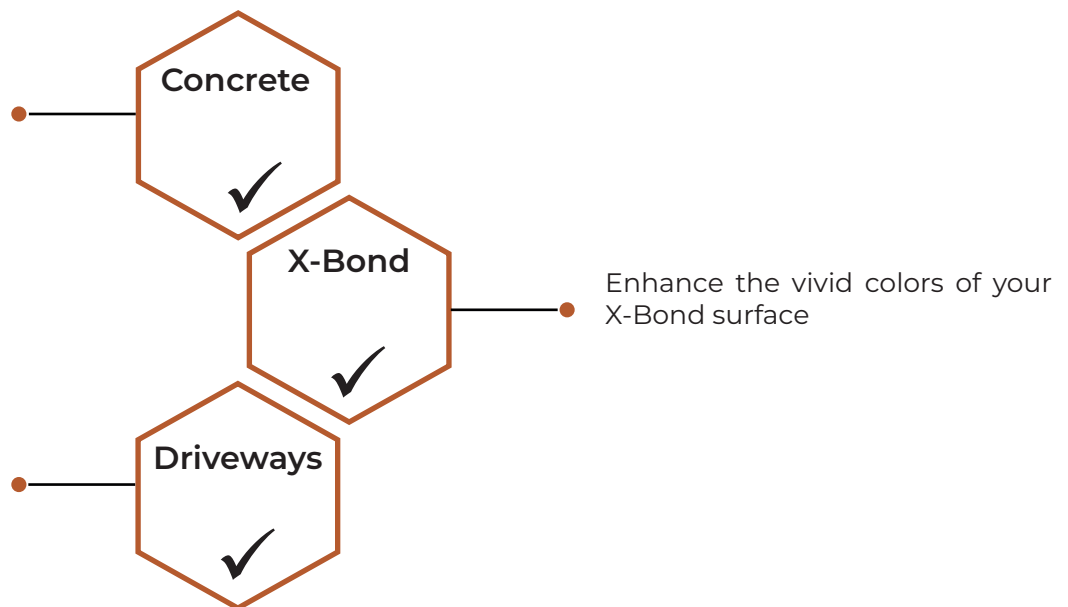 Concrete
X-Bond
Enhance the vivid colors of your
X-Bond surface
Driveways